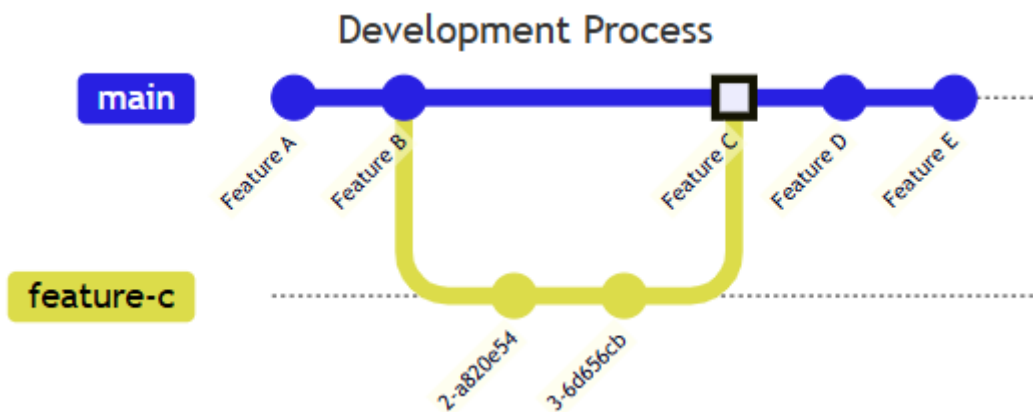 Development Process
main
Feature A
Feature B
Feature C
Feature D
Feature E
feature-c
2-a820e54
3-6d656cb